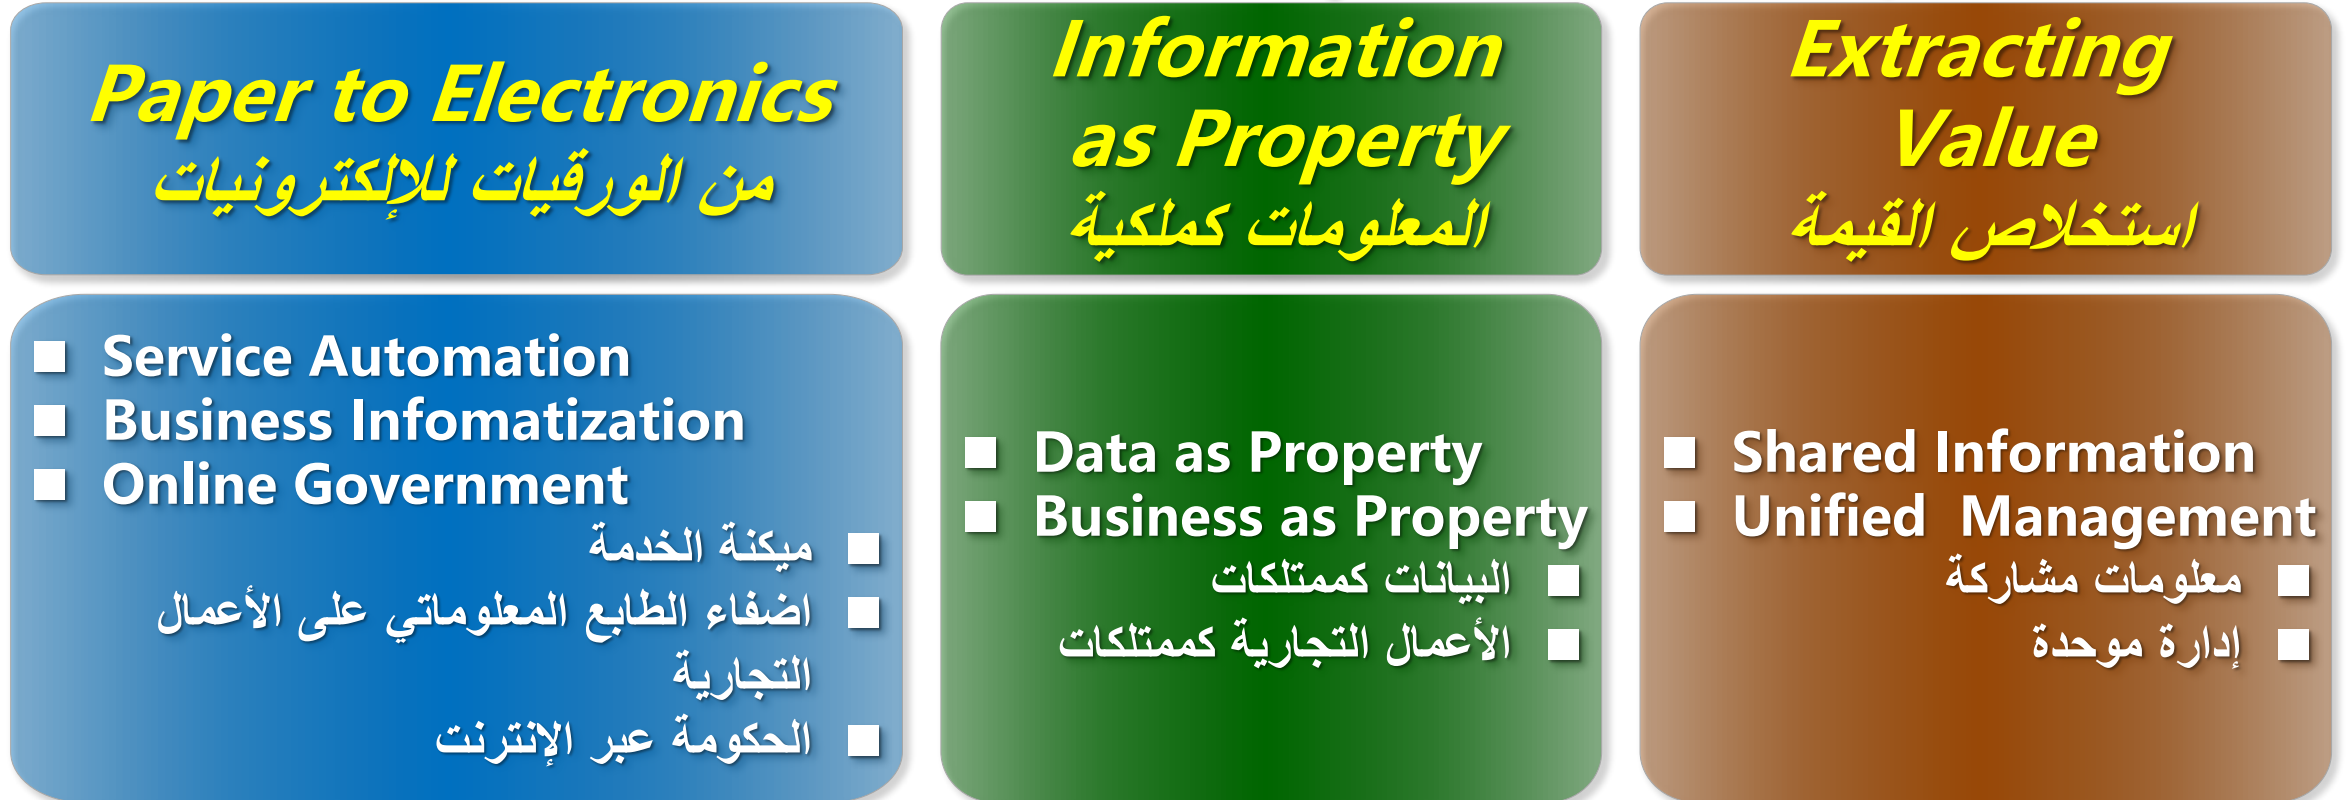 Paper to Electronics
من الورقيات للإلكترونيات
■ Service Automation
■ Business Infomatization
■ Online Government
■ ميكنة الخدمة
■ اضفاء الطابع المعلوماتي على الأعمال
التجارية
■ الحكومة عبر الإنترنت
Information
as Property
المعلومات كملكية
■ Data as Property
■ Business as Property
■ البيانات كممتلكات
■ الأعمال التجارية كممتلكات
Extracting
Value
استخلاص القيمة
■ Shared Information
■ Unified Management
■ معلومات مشاركة
■ إدارة موحدة